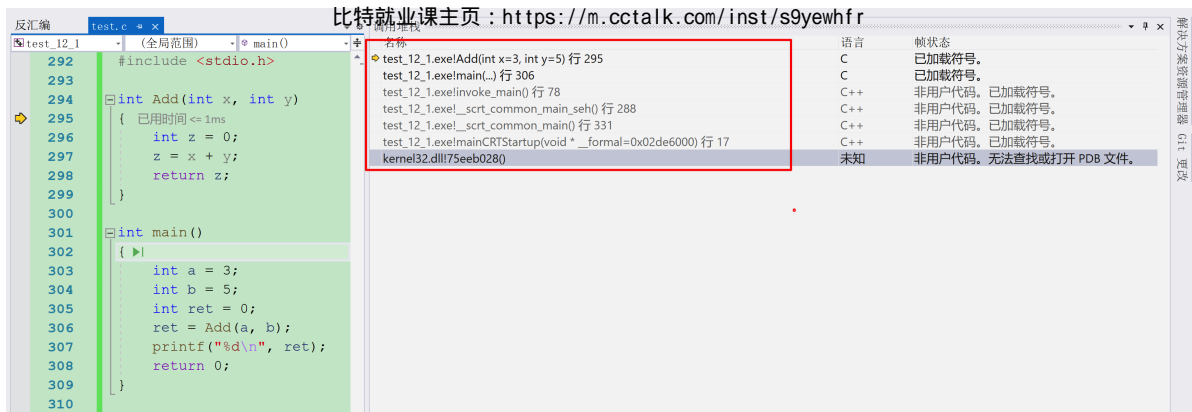 比特就业课主页：https://m.cctalk.com/inst/s9yewhfr
反汇编 test.c
调用堆栈
test_12_1 (全局范围) main()
名称 语言 帧状态
292 #include <stdio.h>
293
294 int Add(int x, int y)
295 { 已用时间 <= 1ms
296 int z = 0;
297 z = x + y;
298 return z;
299 }
300
301 int main()
302 {
303 int a = 3;
304 int b = 5;
305 int ret = 0;
306 ret = Add(a, b);
307 printf("%d\n", ret);
308 return 0;
309 }
310
test_12_1.exe!Add(int x=3, int y=5) 行 295 C 已加载符号。
test_12_1.exe!main(...) 行 306 C 已加载符号。
test_12_1.exe!invoke_main() 行 78 C++ 非用户代码。已加载符号。
test_12_1.exe!__scrt_common_main_seh() 行 288 C++ 非用户代码。已加载符号。
test_12_1.exe!__scrt_common_main() 行 331 C++ 非用户代码。已加载符号。
test_12_1.exe!mainCRTStartup(void * __formal=0x02de6000) 行 17 C++ 非用户代码。已加载符号。
kernel32.dll!75eeb028() 未知 非用户代码。无法查找或打开 PDB 文件。
解决方案资源管理器
Git 更改